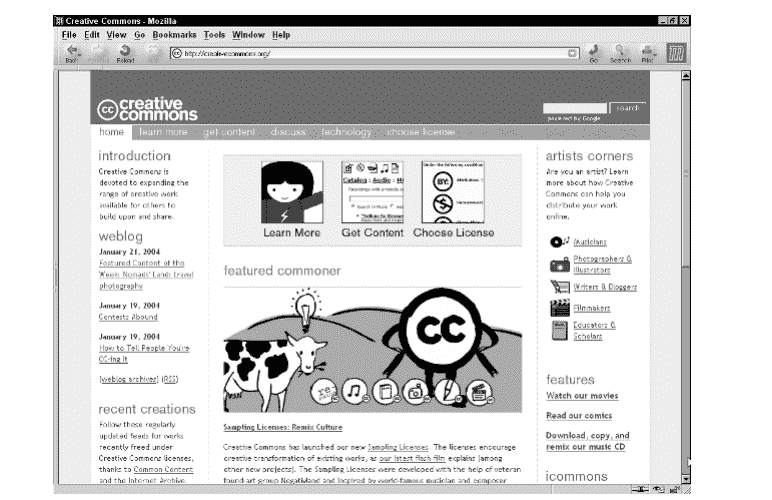 Creative Commons - Mozilla
File Edit View Go Bookmarks Tools Window Help
Back
Reload
http://creativecommons.org/
Go
Search
Print
cc creative
commons
search
powered by Google
home learn more get content discuss technology choose license
introduction
Creative Commons is
devoted to expanding the
range of creative work
available for others to
build upon and share.
weblog
January 21, 2004
Featured Content of the
Week: Nomads' Lands travel
photography
January 19, 2004
Contests Abound
January 19, 2004
How to Tell People You're
CC-ing It
(weblog archives) (RSS)
recent creations
Follow these regularly
updated feeds for works
recently freed under
Creative Commons licenses,
thanks to Common Content
and the Internet Archive.
BY:
$
Learn More Get Content Choose License
featured commoner
CC
Sampling Licenses: Remix Culture
Creative Commons has launched our new Sampling Licenses. The licenses encourage
creative transformation of existing works, as our latest flash film explains (among
other new projects). The Sampling Licenses were developed with the help of veteran
found-art group Negativland and inspired by world-famous musician and composer
artists corners
Are you an artist? Learn
more about how Creative
Commons can help you
distribute your work
online.
Musicians
Photographers &
Illustrators
Writers & Bloggers
Filmmakers
Educators &
Scholars
features
Watch our movies
Read our comics
Download, copy, and
remix our music CD
icommons